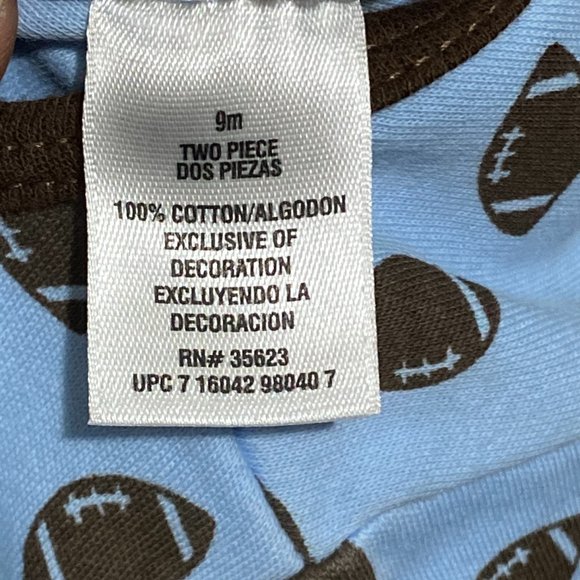 9m
TWO PIECE
DOS PIEZAS
100% COTTON/ALGODON
EXCLUSIVE OF
DECORATION
EXCLUYENDO LA
DECORACION
RN# 35623
UPC 7 16042 98040 7